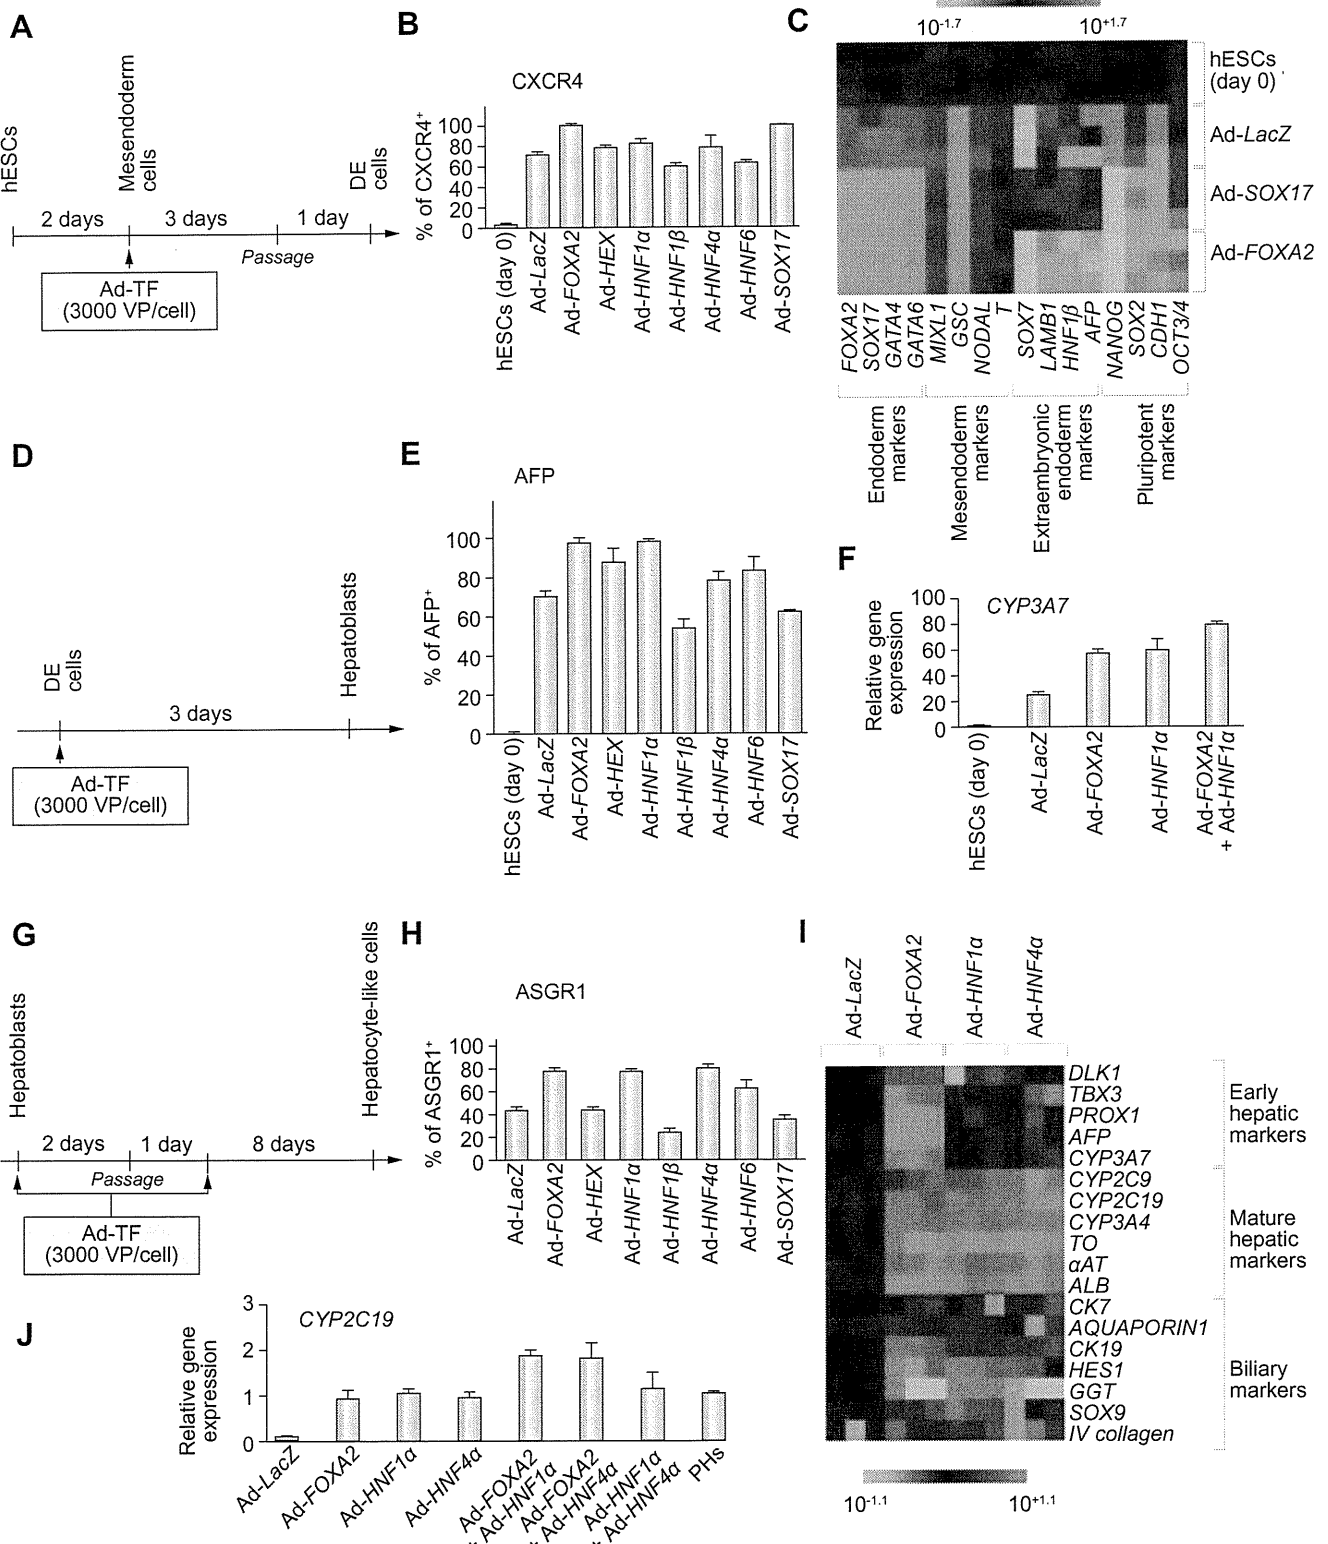 A
hESCs
Mesendoderm
cells
DE
cells
2 days
3 days
1 day
Passage
Ad-TF
(3000 VP/cell)
B
CXCR4
% of CXCR4+
100
80
60
40
20
0
hESCs (day 0)
Ad-LacZ
Ad-FOXA2
Ad-HEX
Ad-HNF1α
Ad-HNF1β
Ad-HNF4α
Ad-HNF6
Ad-SOX17
C
10-1.7
10+1.7
hESCs
(day 0)
Ad-LacZ
Ad-SOX17
Ad-FOXA2
FOXA2
SOX17
GATA4
GATA6
MIXL1
GSC
NODAL
T
SOX7
LAMB1
HNF1β
AFP
NANOG
SOX2
CDH1
OCT3/4
Endoderm
markers
Mesendoderm
markers
Extraembryonic
endoderm
markers
Pluripotent
markers
D
DE
cells
Hepatoblasts
3 days
Ad-TF
(3000 VP/cell)
E
AFP
% of AFP+
100
80
60
40
20
0
hESCs (day 0)
Ad-LacZ
Ad-FOXA2
Ad-HEX
Ad-HNF1α
Ad-HNF1β
Ad-HNF4α
Ad-HNF6
Ad-SOX17
F
CYP3A7
Relative gene
expression
100
80
60
40
20
0
hESCs (day 0)
Ad-LacZ
Ad-FOXA2
Ad-HNF1α
Ad-FOXA2
+ Ad-HNF1α
G
Hepatoblasts
Hepatocyte-like cells
2 days
1 day
8 days
Passage
Ad-TF
(3000 VP/cell)
H
ASGR1
% of ASGR1+
100
80
60
40
20
0
Ad-LacZ
Ad-FOXA2
Ad-HEX
Ad-HNF1α
Ad-HNF1β
Ad-HNF4α
Ad-HNF6
Ad-SOX17
I
Ad-LacZ
Ad-FOXA2
Ad-HNF1α
Ad-HNF4α
DLK1
TBX3
PROX1
AFP
CYP3A7
CYP2C9
CYP2C19
CYP3A4
TO
αAT
ALB
CK7
AQUAPORIN1
CK19
HES1
GGT
SOX9
IV collagen
Early
hepatic
markers
Mature
hepatic
markers
Biliary
markers
10-1.1
10+1.1
J
CYP2C19
Relative gene
expression
3
2
1
0
Ad-LacZ
Ad-FOXA2
Ad-HNF1α
Ad-HNF4α
Ad-FOXA2
Ad-HNF1α
Ad-FOXA2
Ad-HNF4α
Ad-HNF1α
Ad-HNF4α
PHs